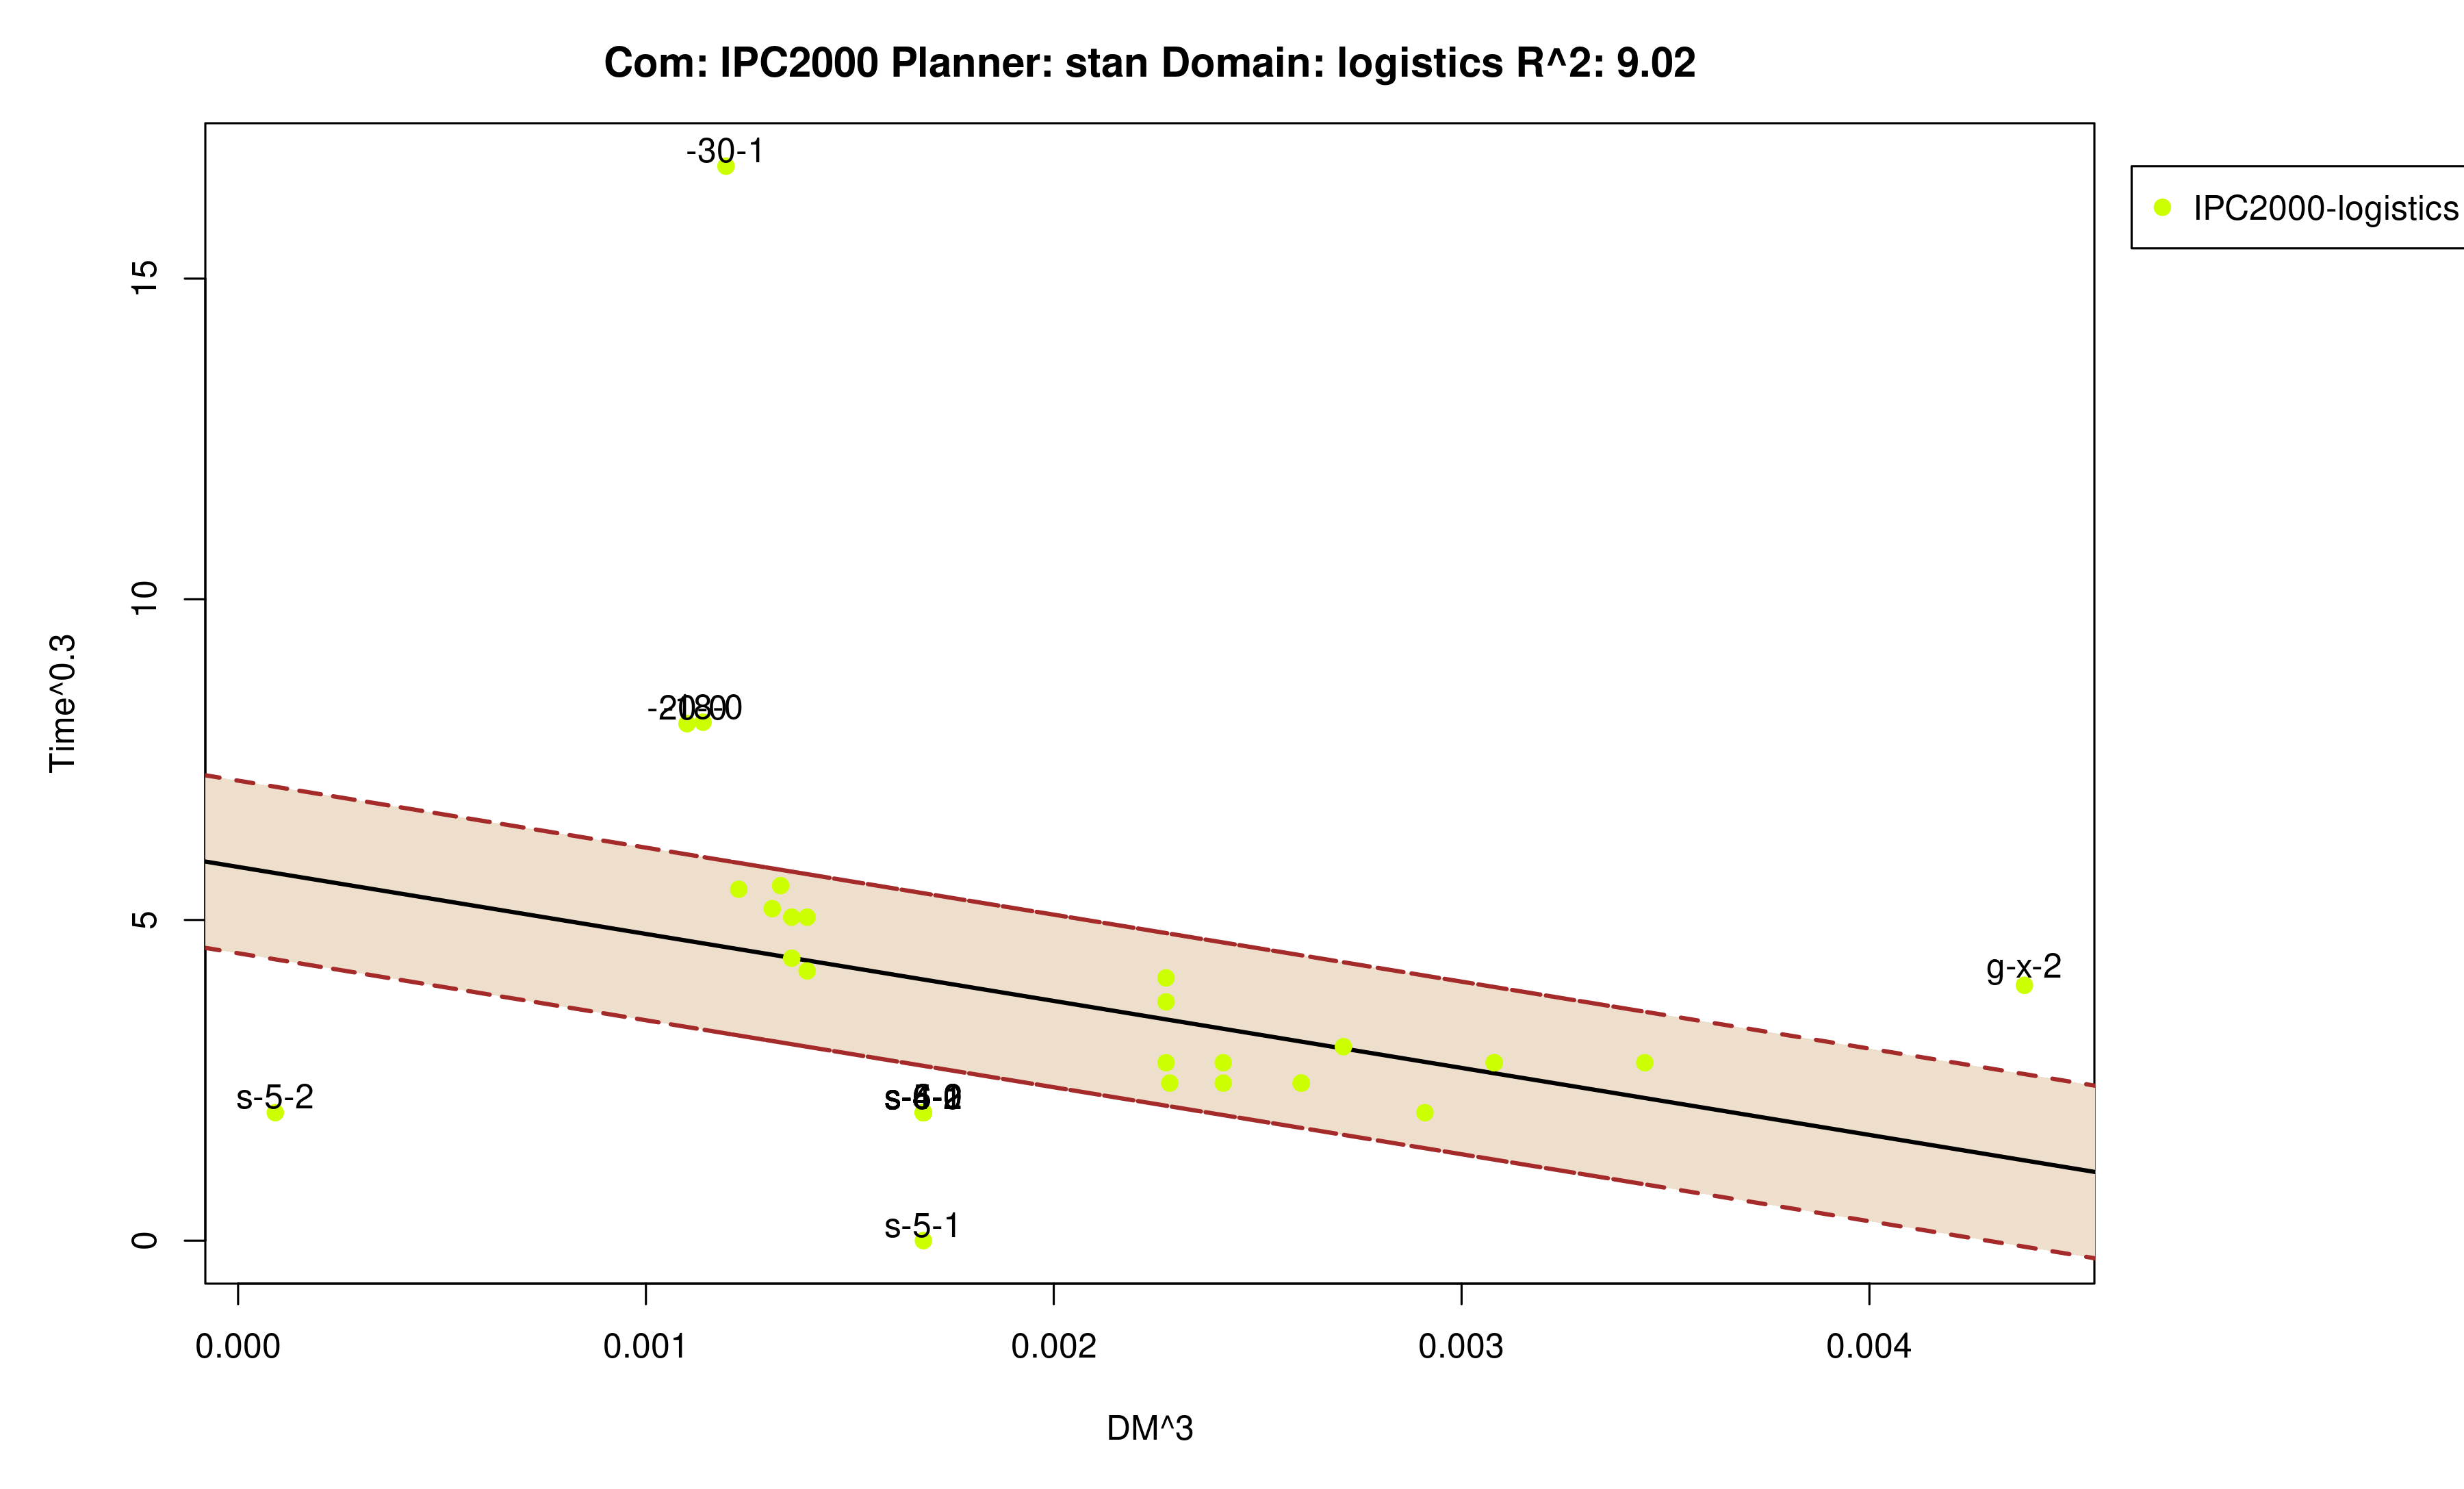 Com: IPC2000 Planner: stan Domain: logistics R^2: 9.02
-30-1
IPC2000-logistics
15
10
Time^0.3
5
g-x-2
s-5-2
s-5-1
0
0.000
0.001
0.002
0.003
0.004
DM^3